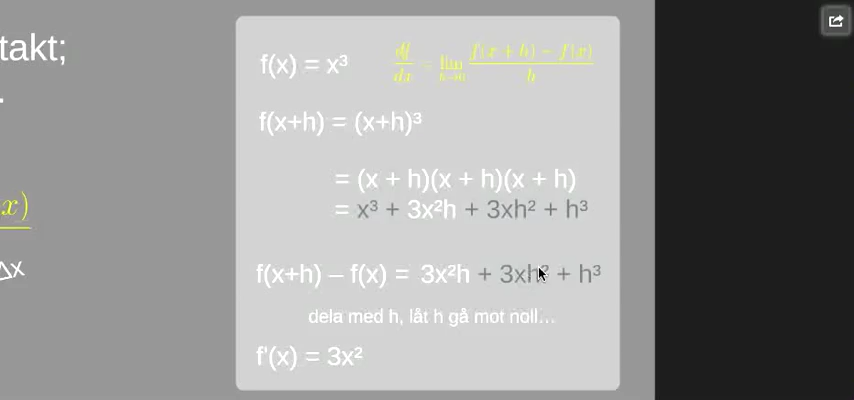 takt;
.
x)
Δx
f(x) = x³
df/dx = lim h→0 f(x + h) − f(x) / h
f(x+h) = (x+h)³
= (x + h)(x + h)(x + h)
= x³ + 3x²h + 3xh² + h³
f(x+h) – f(x) = 3x²h + 3xh² + h³
dela med h, låt h gå mot noll...
f'(x) = 3x²